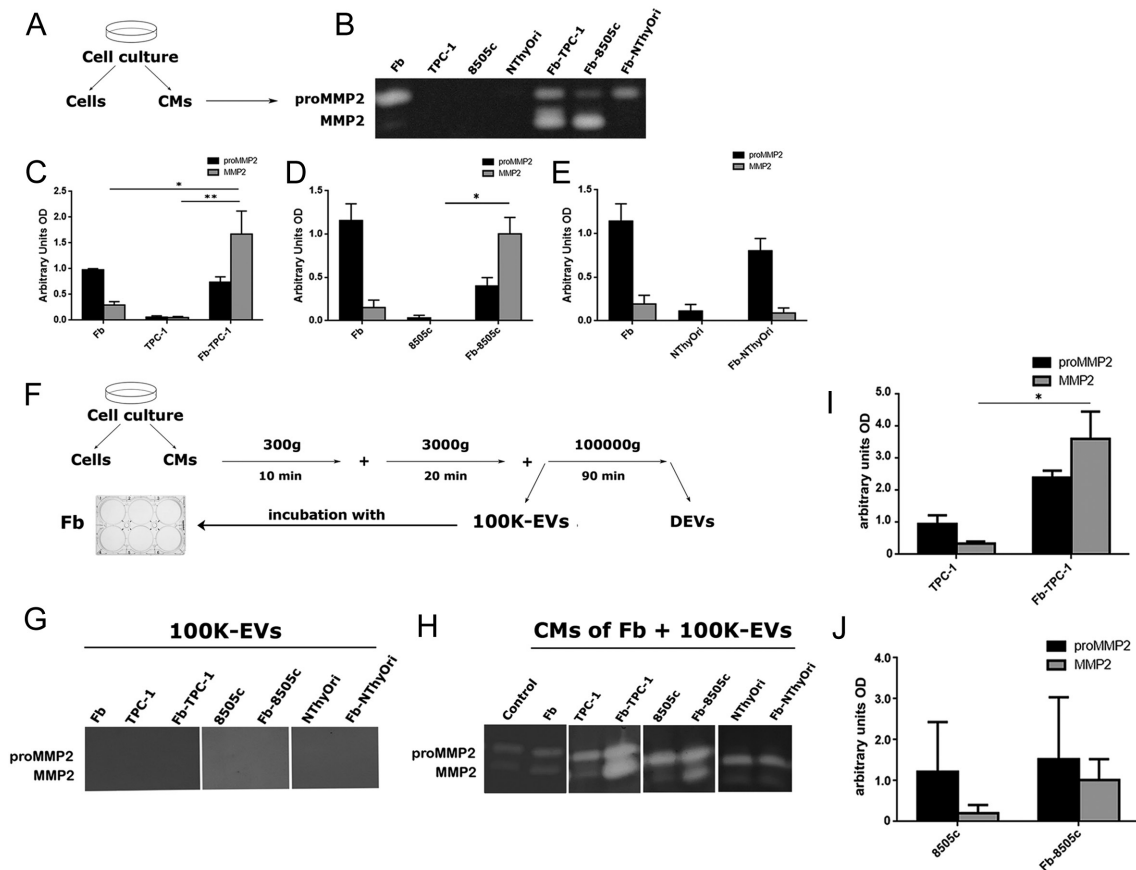 A
Cell culture
Cells
CMs
B
Fb
TPC-1
8505c
NThyOri
Fb-TPC-1
Fb-8505c
Fb-NThyOri
proMMP2
MMP2
C
proMMP2
MMP2
*
**
Arbitrary Units OD
2.5
2.0
1.5
1.0
0.5
0.0
Fb
TPC-1
Fb-TPC-1
D
proMMP2
MMP2
*
Arbitrary Units OD
1.5
1.0
0.5
0.0
Fb
8505c
Fb-8505c
E
proMMP2
MMP2
Arbitrary Units OD
1.5
1.0
0.5
0.0
Fb
NThyOri
Fb-NThyOri
F
Cell culture
Cells
CMs
300g
10 min
+
3000g
20 min
+
100000g
90 min
Fb
incubation with
100K-EVs
DEVs
G
100K-EVs
Fb
TPC-1
Fb-TPC-1
8505c
Fb-8505c
NThyOri
Fb-NThyOri
proMMP2
MMP2
H
CMs of Fb + 100K-EVs
Control
Fb
TPC-1
Fb-TPC-1
8505c
Fb-8505c
NThyOri
Fb-NThyOri
proMMP2
MMP2
I
proMMP2
MMP2
*
arbitrary units OD
5.0
4.0
3.0
2.0
1.0
0
TPC-1
Fb-TPC-1
J
proMMP2
MMP2
arbitrary units OD
4.0
3.0
2.0
1.0
0
8505c
Fb-8505c